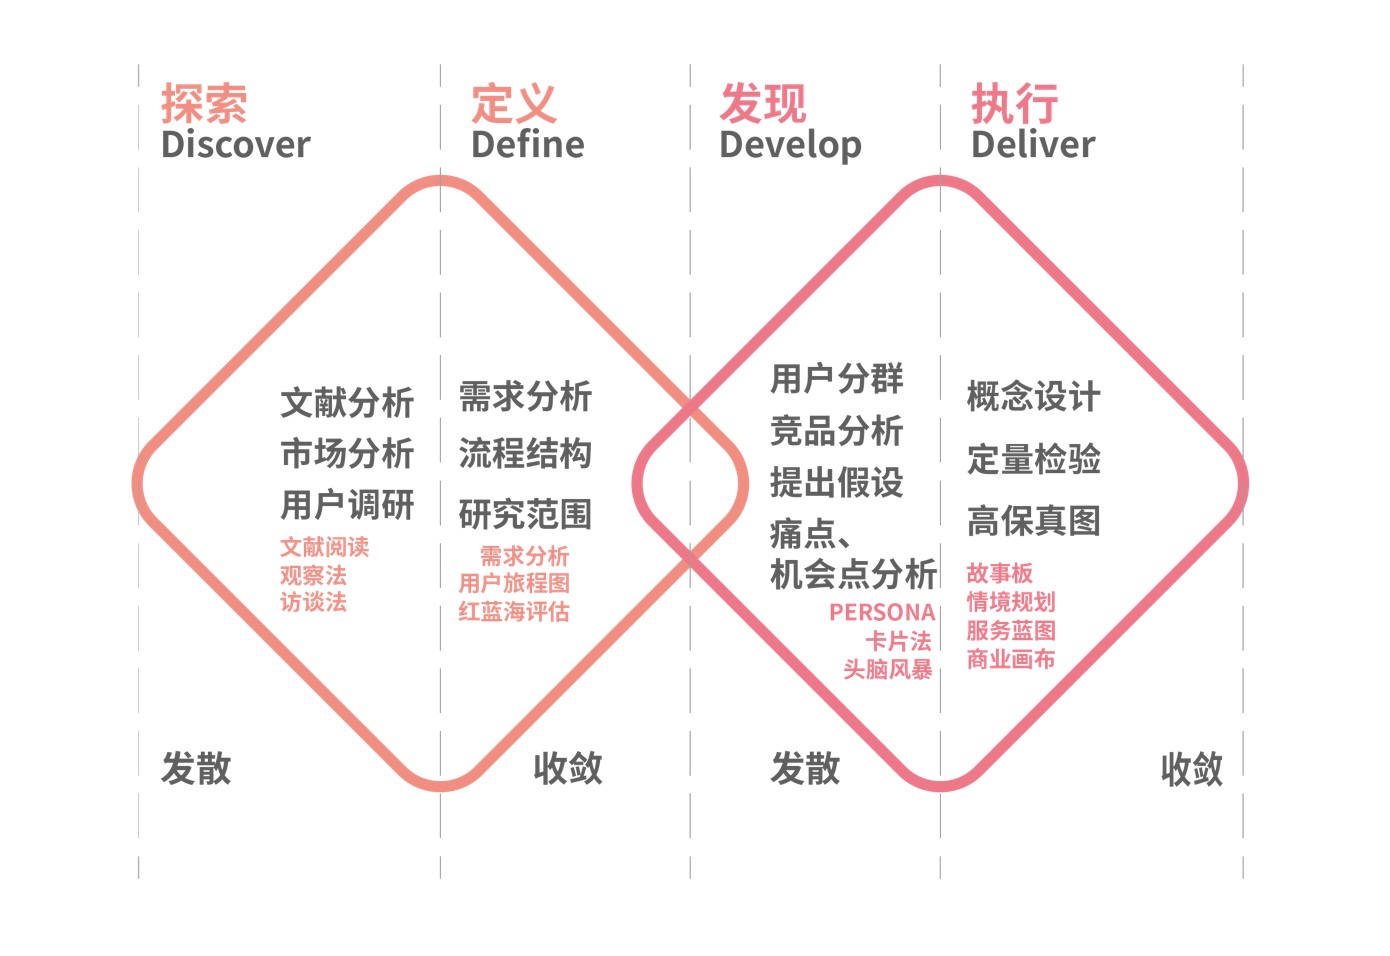 探索
Discover
文献分析
市场分析
用户调研
文献阅读
观察法
访谈法
发散
定义
Define
需求分析
流程结构
研究范围
需求分析
用户旅程图
红蓝海评估
收敛
发现
Develop
用户分群
竞品分析
提出假设
痛点、
机会点分析
PERSONA
卡片法
头脑风暴
发散
执行
Deliver
概念设计
定量检验
高保真图
故事板
情境规划
服务蓝图
商业画布
收敛